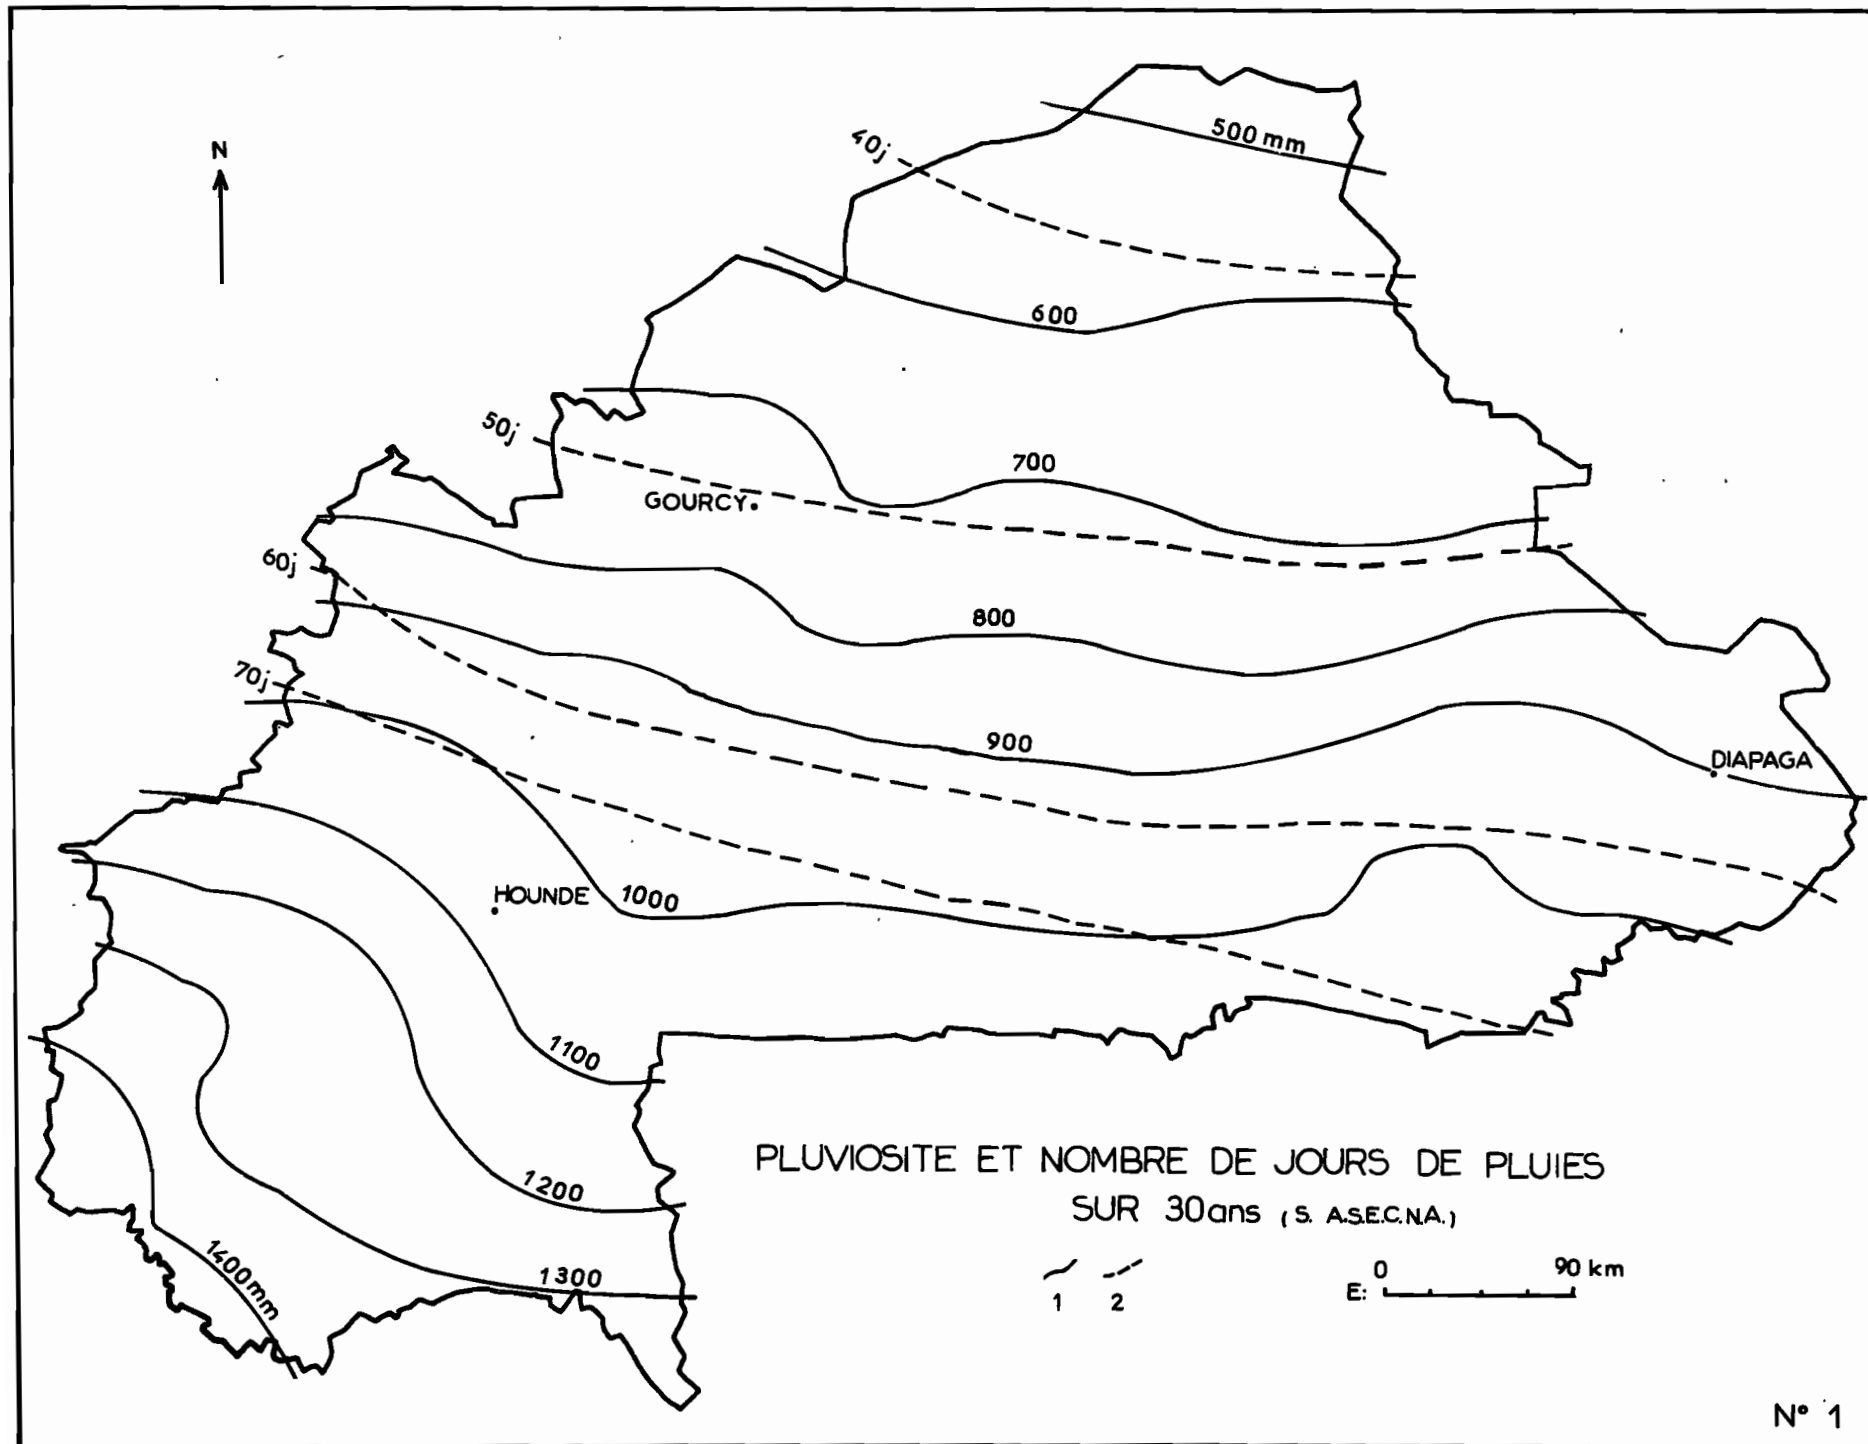 N
500 mm
40j
600
50j
700
GOURCY
60j
800
70j
900
DIAPAGA
HOUNDE
1000
1100
1200
1300
1400mm
PLUVIOSITE ET NOMBRE DE JOURS DE PLUIES
SUR 30ans (S. A.S.E.C.N.A.)
1 2
0 90 km
E:
N° 1